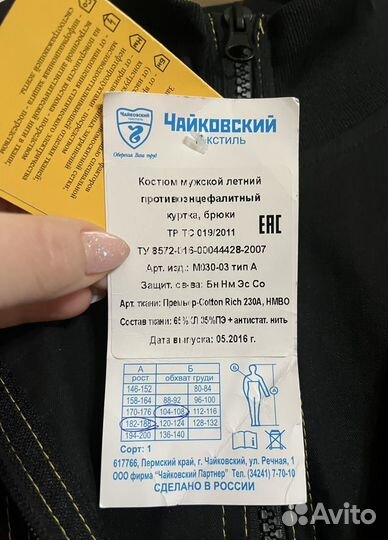 ЧАЙКОВСКИЙ
ТЕКСТИЛЬ
Оберегая Ваш труд
ЧАЙКОВСКИЙ
ТЕКСТИЛЬ
Костюм мужской летний
противоэнцефалитный
куртка, брюки
ТР ТС 019/2011
ЕАС
ТУ 8572-016-00044428-2007
Арт. изд.: М030-03 тип А
Защит. св-ва: Бн Нм Эс Со
Арт. ткани: Премьер-Cotton Rich 230А, НМВО
Состав ткани: 65%ХЛ 35%ПЭ + антистат. нить
Дата выпуска: 05.2016 г.
А Б
рост обхват груди
146-152 80-84
158-164 88-92 96-100
170-176 104-108 112-116
182-188 120-124 128-132
194-200 136-140
Сорт: 1
617766, Пермский край, г. Чайковский, ул. Речная, 1
ООО фирма "Чайковский Партнер" Тел. (34241) 7-70-10
СДЕЛАНО В РОССИИ
Avito